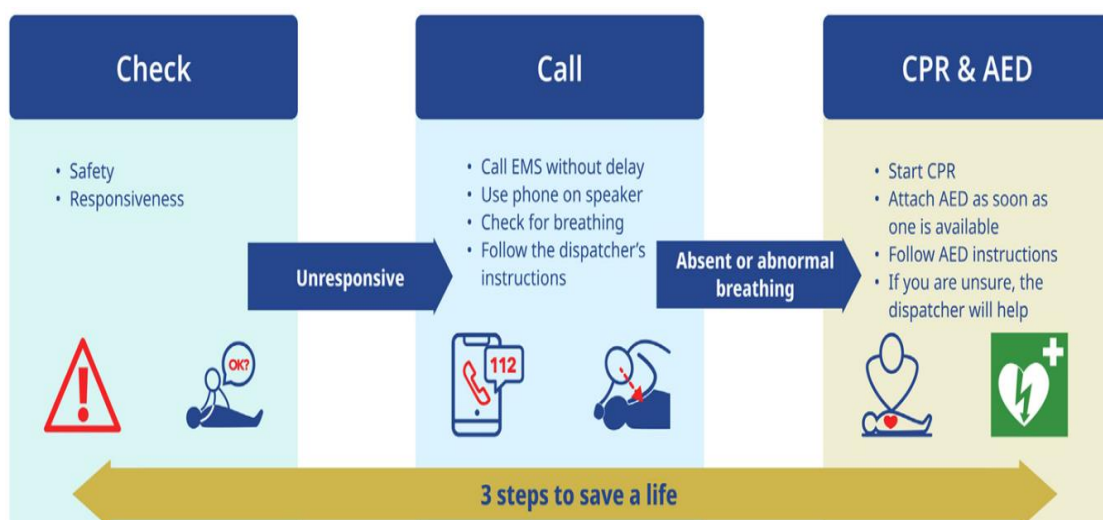 Check
Call
CPR & AED
• Safety
• Responsiveness
Unresponsive
• Call EMS without delay
• Use phone on speaker
• Check for breathing
• Follow the dispatcher's
instructions
Absent or abnormal
breathing
• Start CPR
• Attach AED as soon as
one is available
• Follow AED instructions
• If you are unsure, the
dispatcher will help
OK?
112
3 steps to save a life